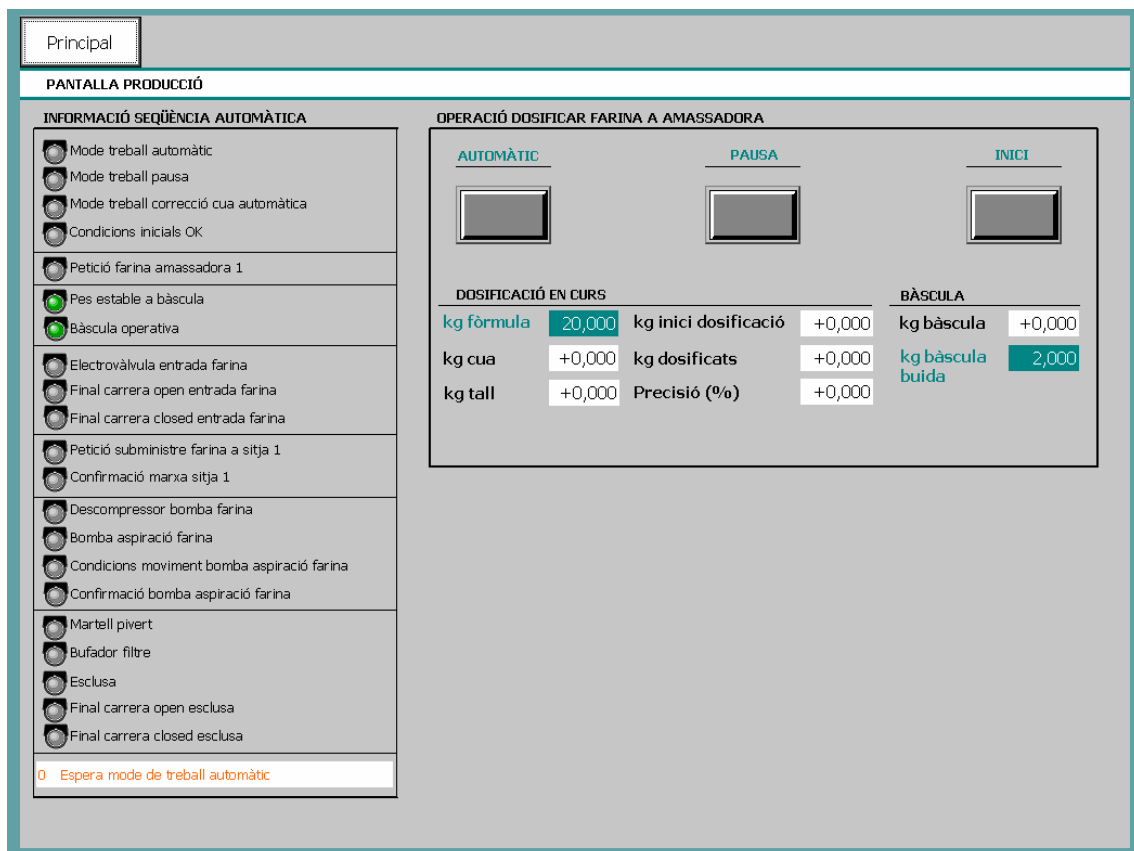 Principal
PANTALLA PRODUCCIÓ
INFORMACIÓ SEQÜÈNCIA AUTOMÀTICA
Mode treball automàtic
Mode treball pausa
Mode treball correcció cua automàtica
Condicions inicials OK
Petició farina amassadora 1
Pes estable a bàscula
Bàscula operativa
Electrovàlvula entrada farina
Final carrera open entrada farina
Final carrera closed entrada farina
Petició subministre farina a sitja 1
Confirmació marxa sitja 1
Descompressor bomba farina
Bomba aspiració farina
Condicions moviment bomba aspiració farina
Confirmació bomba aspiració farina
Martell pivert
Bufador filtre
Esclusa
Final carrera open esclusa
Final carrera closed esclusa
0 Espera mode de treball automàtic
OPERACIÓ DOSIFICAR FARINA A AMASSADORA
AUTOMÀTIC PAUSA INICI
DOSIFICACIÓ EN CURS
kg fòrmula 20,000 kg inici dosificació +0,000
kg cua +0,000 kg dosificats +0,000
kg tall +0,000 Precisió (%) +0,000
BÀSCULA
kg bàscula +0,000
kg bàscula 2,000
buida